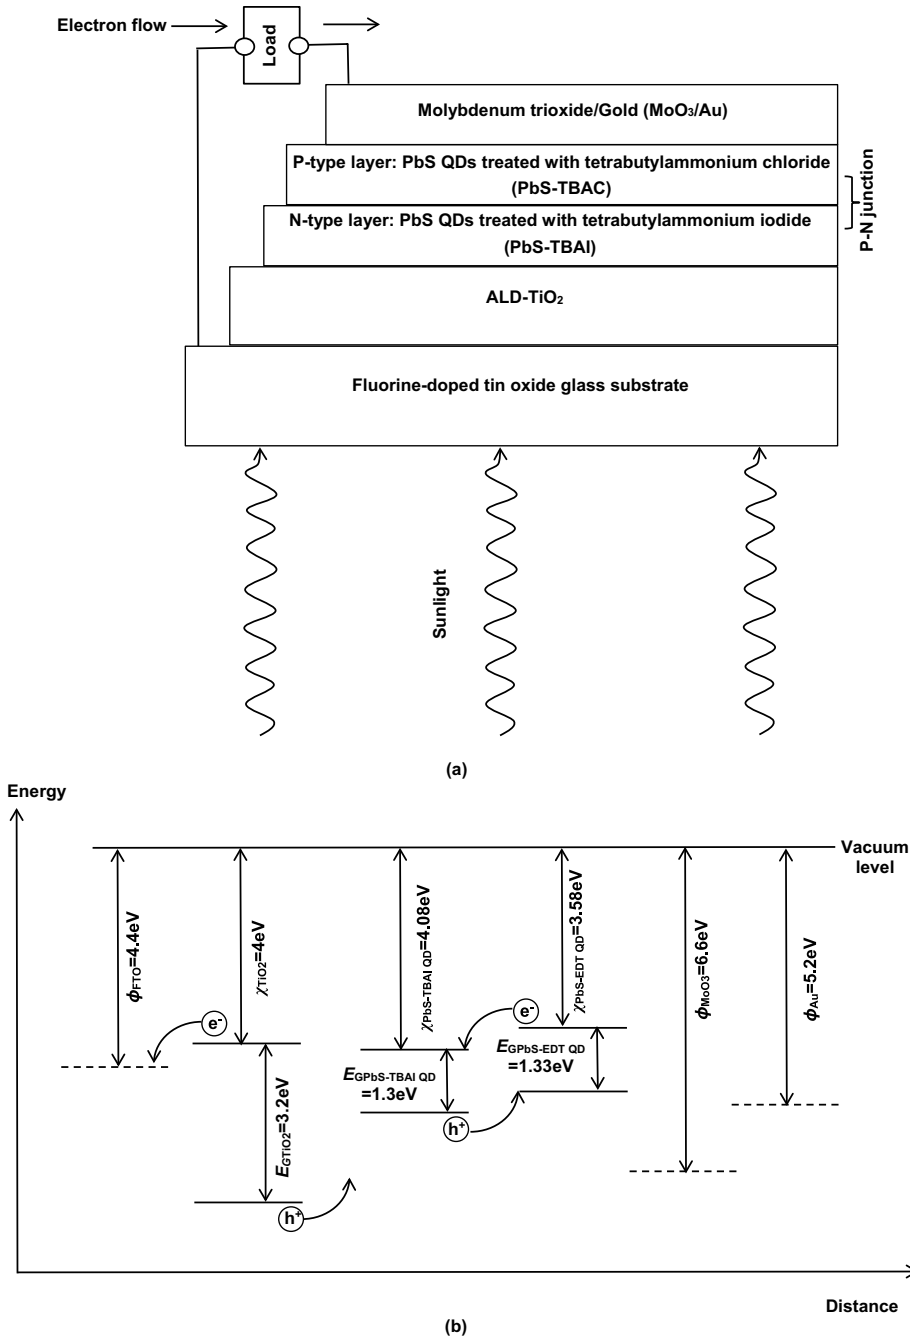 Electron flow
Load
Molybdenum trioxide/Gold (MoO₃/Au)
P-type layer: PbS QDs treated with tetrabutylammonium chloride
(PbS-TBAC)
N-type layer: PbS QDs treated with tetrabutylammonium iodide
(PbS-TBAI)
P-N junction
ALD-TiO₂
Fluorine-doped tin oxide glass substrate
Sunlight
(a)
Energy
Vacuum
level
ϕFTO=4.4eV
χTiO2=4eV
χPbS-TBAI QD=4.08eV
χPbS-EDT QD=3.58eV
ϕMoO3=6.6eV
ϕAu=5.2eV
e-
e-
EGTiO2=3.2eV
EGPbS-TBAI QD
=1.3eV
EGPbS-EDT QD
=1.33eV
h+
h+
Distance
(b)